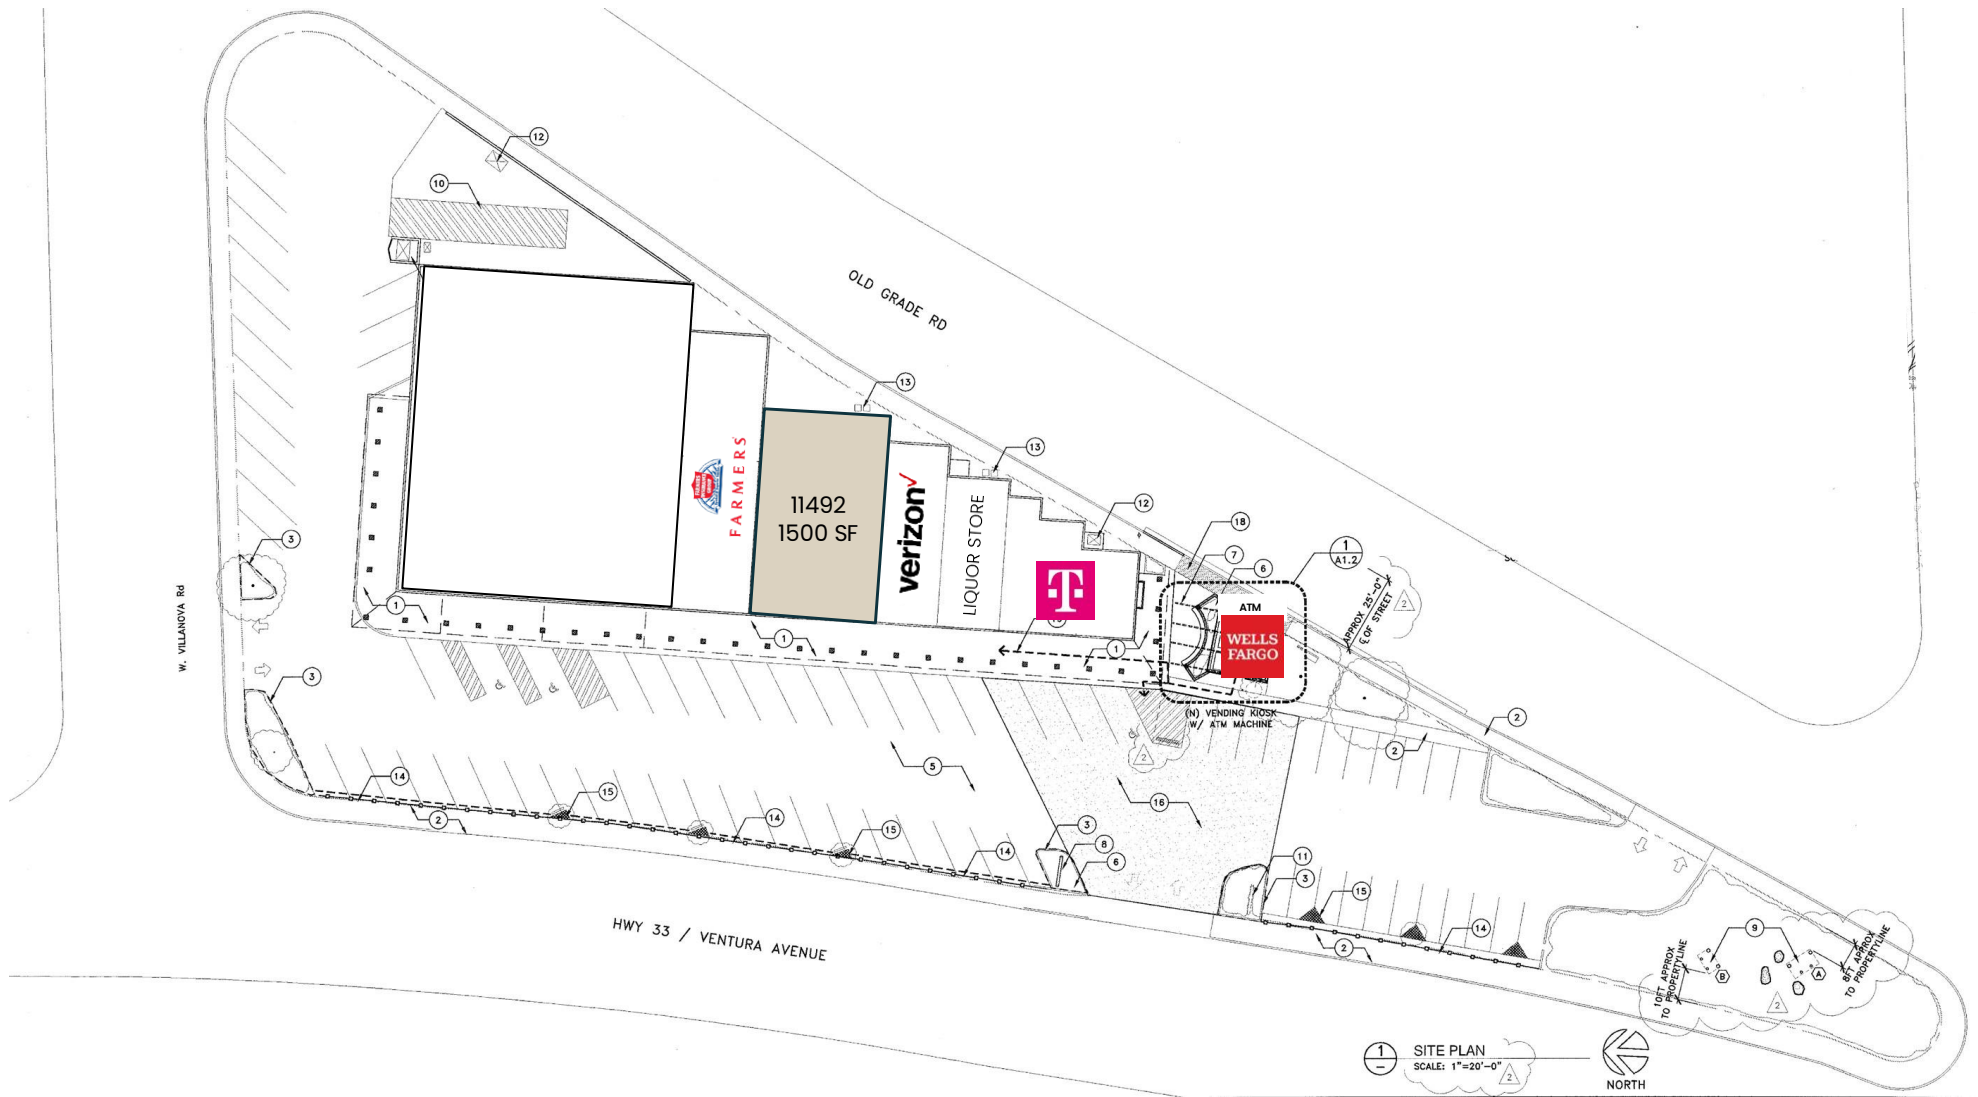 12
10
OLD GRADE RD
13
13
12
FARMERS
11492
1500 SF
verizon
LIQUOR STORE
T
18
7
6
1
A1.2
APPROX 25'-0"
℄ OF STREET
2
ATM
WELLS
FARGO
(N) VENDING KIOSK
W/ ATM MACHINE
2
3
1
1
1
W. VILLANOVA Rd
3
2
2
5
16
14
2
15
14
15
14
3
8
6
11
3
15
14
2
HWY 33 / VENTURA AVENUE
9
B
A
10FT APPROX
TO PROPERTYLINE
8FT APPROX
TO PROPERTYLINE
2
1
SITE PLAN
SCALE: 1"=20'-0"
2
NORTH